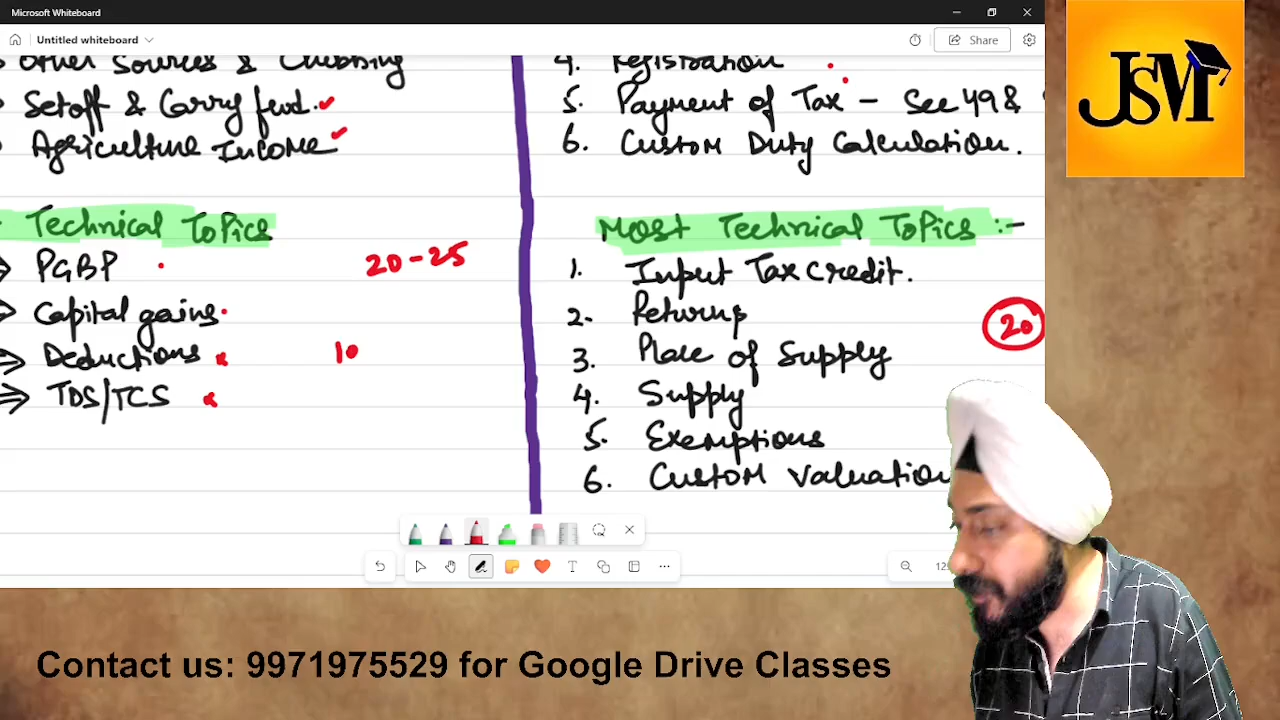 Microsoft Whiteboard
Untitled whiteboard
Share
Other Sources & Clubbing
Setoff & Carry fwd.
Agriculture Income
Technical Topics
PGBP
20-25
Capital gains
Deductions
10
TDS/TCS
4. Registration
5. Payment of Tax - See 49 &
6. Custom Duty Calculation.
Most Technical Topics :-
1. Input Tax credit.
2. Returns
20
3. Place of Supply
4. Supply
5. Exemptions
6. Custom Valuation
JSM
Contact us: 9971975529 for Google Drive Classes